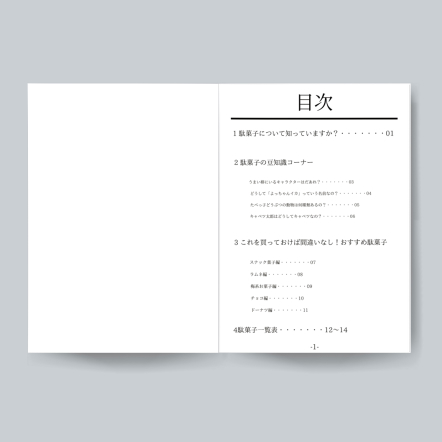 目次
1 駄菓子について知っていますか？・・・・・・・01
2 駄菓子の豆知識コーナー
うまい棒にいるキャラクターはだあれ？・・・・・・・03
どうして「よっちゃんイカ」っていう名前なの？・・・・・・・04
たべっ子どうぶつの動物は何種類あるの？・・・・・・・05
キャベツ太郎はどうしてキャベツなの？・・・・・・・06
3 これを買っておけば間違いなし！おすすめ駄菓子
スナック菓子編・・・・・・・07
ラムネ編・・・・・・・08
・・・・・・・09
チョコ編・・・・・・・10
ドーナツ編・・・・・・・11
4駄菓子一覧表・・・・・・・12〜14
-1-